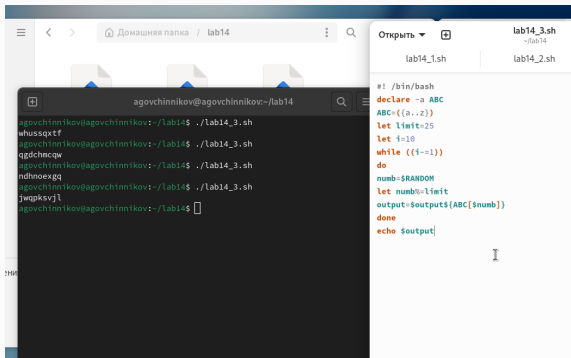 Домашняя папка / lab14
Открыть
lab14_3.sh
~/lab14
lab14_1.sh
lab14_2.sh
agovchinnikov@agovchinnikov:~/lab14
agovchinnikov@agovchinnikov:~/lab14$ ./lab14_3.sh
whussqxtf
agovchinnikov@agovchinnikov:~/lab14$ ./lab14_3.sh
qgdchmcqw
agovchinnikov@agovchinnikov:~/lab14$ ./lab14_3.sh
ndhnoexgq
agovchinnikov@agovchinnikov:~/lab14$ ./lab14_3.sh
jwqpksvjl
agovchinnikov@agovchinnikov:~/lab14$
#! /bin/bash
declare -a ABC
ABC=({a..z})
let limit=25
let i=10
while ((i-=1))
do
numb=$RANDOM
let numb%=limit
output=$output${ABC[$numb]}
done
echo $output